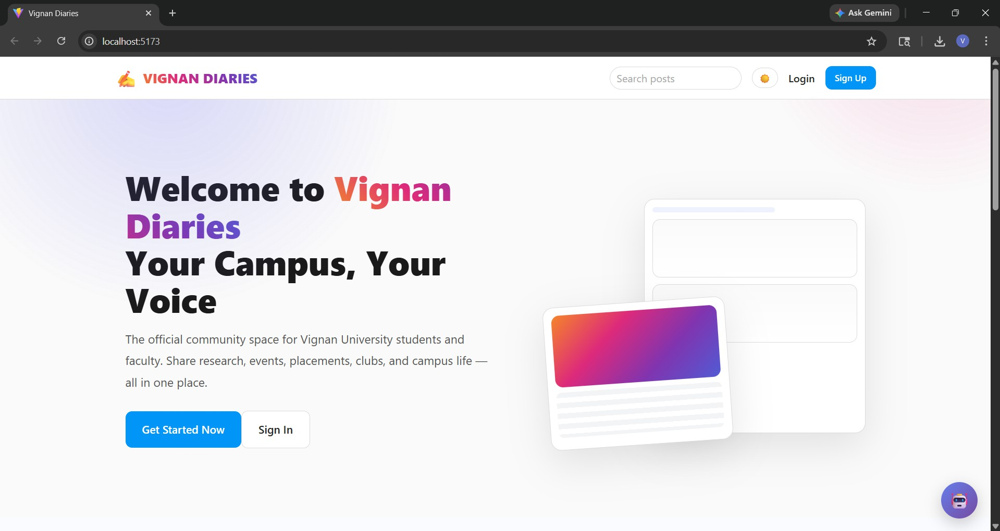 Vignan Diaries
Ask Gemini
localhost:5173
V
VIGNAN DIARIES
Search posts
Login
Sign Up
Welcome to Vignan
Diaries
Your Campus, Your
Voice
The official community space for Vignan University students and
faculty. Share research, events, placements, clubs, and campus life —
all in one place.
Get Started Now
Sign In